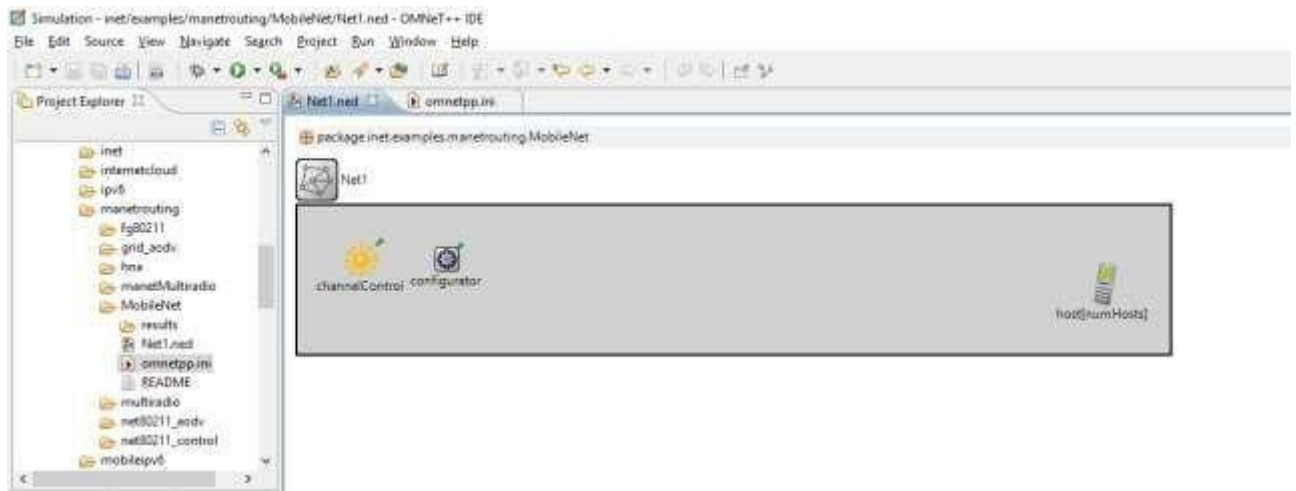 Simulation - inet/examples/manetrouting/MobileNet/Net1.ned - OMNeT++ IDE
File Edit Source View Navigate Search Project Run Window Help
Project Explorer
Net1.ned
omnetpp.ini
package inet.examples.manetrouting.MobileNet
inet
internetcloud
ipv6
manetrouting
fg80211
grid_aodv
hna
manetMultiradio
MobileNet
results
Net1.ned
omnetpp.ini
README
multiradio
net80211_aodv
net80211_control
mobileipv6
Net1
channelControl
configurator
host[numHosts]